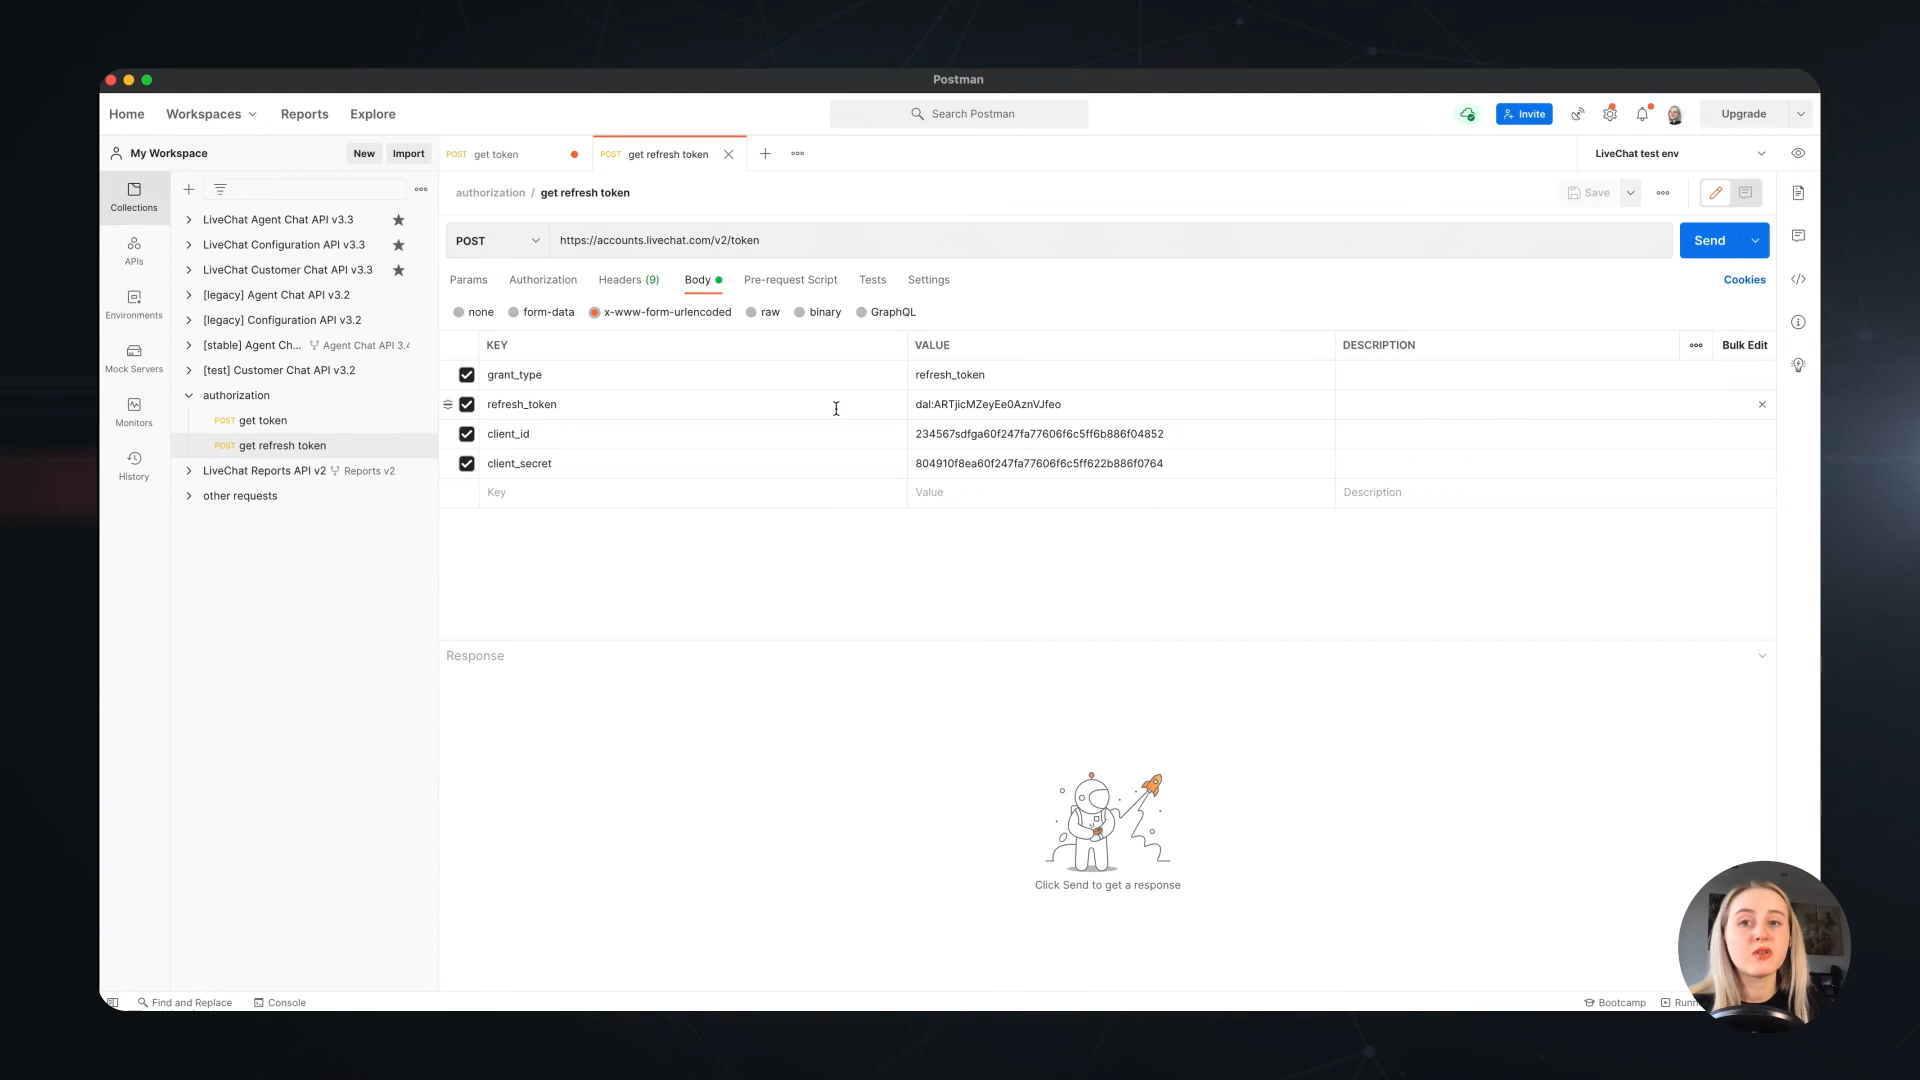 Postman
Home Workspaces Reports Explore
Search Postman
Invite
Upgrade
My Workspace
New Import
POST get token
POST get refresh token
LiveChat test env
Collections
APIs
Environments
Mock Servers
Monitors
History
LiveChat Agent Chat API v3.3
LiveChat Configuration API v3.3
LiveChat Customer Chat API v3.3
[legacy] Agent Chat API v3.2
[legacy] Configuration API v3.2
[stable] Agent Ch... Agent Chat API 3.4
[test] Customer Chat API v3.2
authorization
POST get token
POST get refresh token
LiveChat Reports API v2 Reports v2
other requests
authorization / get refresh token
Save
POST https://accounts.livechat.com/v2/token
Send
Params Authorization Headers (9) Body Pre-request Script Tests Settings
Cookies
none form-data x-www-form-urlencoded raw binary GraphQL
KEY VALUE DESCRIPTION
Bulk Edit
grant_type refresh_token
refresh_token dal:ARTjicMZeyEe0AznVJfeo
client_id 234567sdfga60f247fa77606f6c5ff6b886f04852
client_secret 804910f8ea60f247fa77606f6c5ff622b886f0764
Key Value Description
Response
Click Send to get a response
Find and Replace Console
Bootcamp